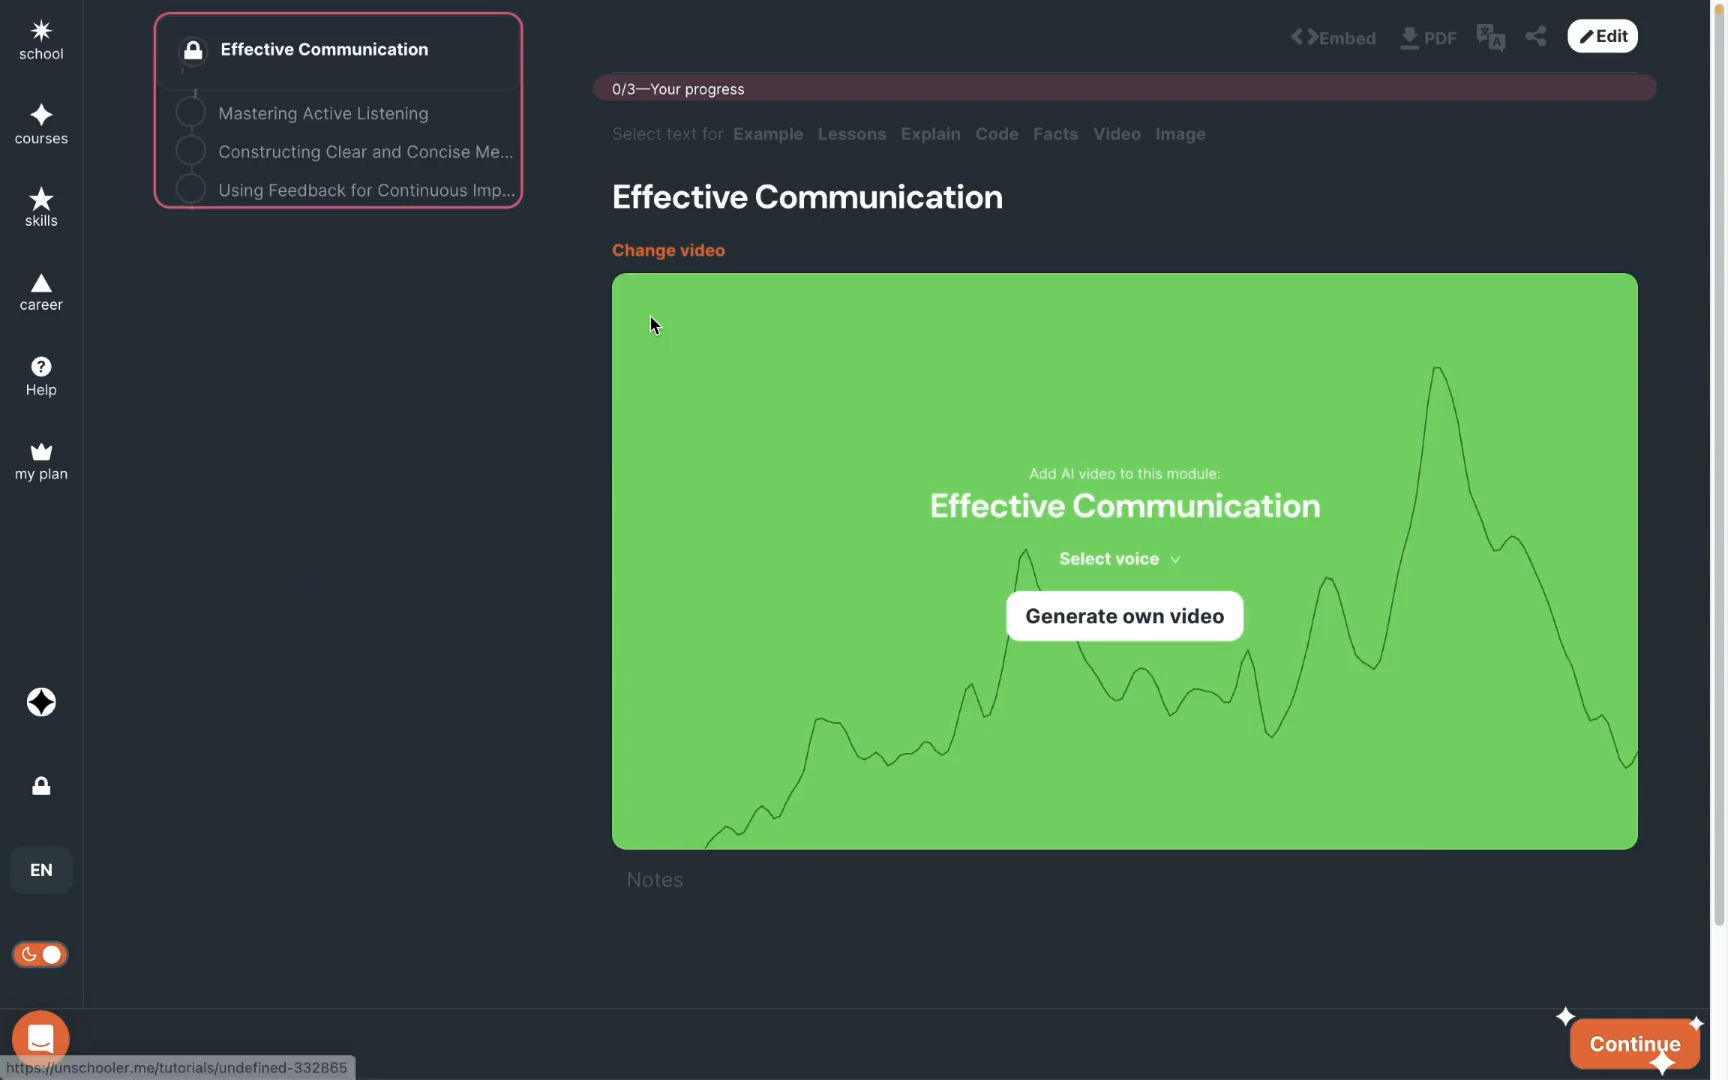 school
courses
skills
career
Help
my plan
EN
Effective Communication
Mastering Active Listening
Constructing Clear and Concise Me...
Using Feedback for Continuous Imp...
Embed
PDF
Edit
0/3—Your progress
Select text for Example Lessons Explain Code Facts Video Image
Effective Communication
Change video
Add AI video to this module:
Effective Communication
Select voice
Generate own video
Notes
Continue
https://unschooler.me/tutorials/undefined-332865